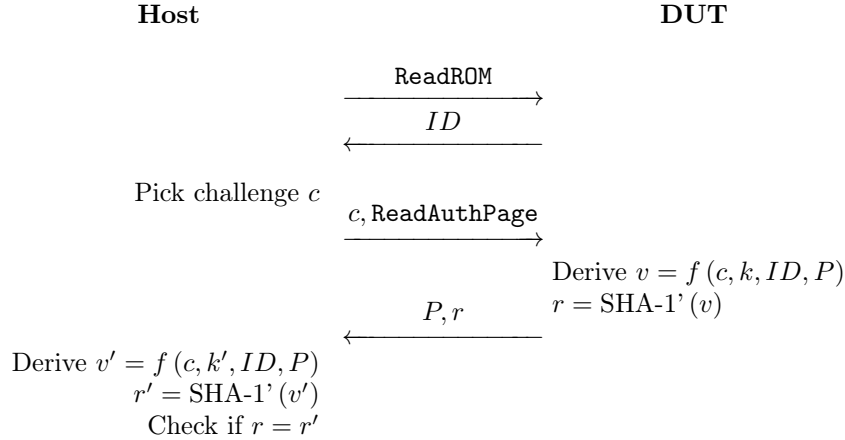 Host DUT
ReadROM
ID
Pick challenge c
c, ReadAuthPage
Derive v = f (c, k, ID, P)
r = SHA-1’ (v)
P, r
Derive v′ = f (c, k′, ID, P)
r′ = SHA-1’ (v′)
Check if r = r′